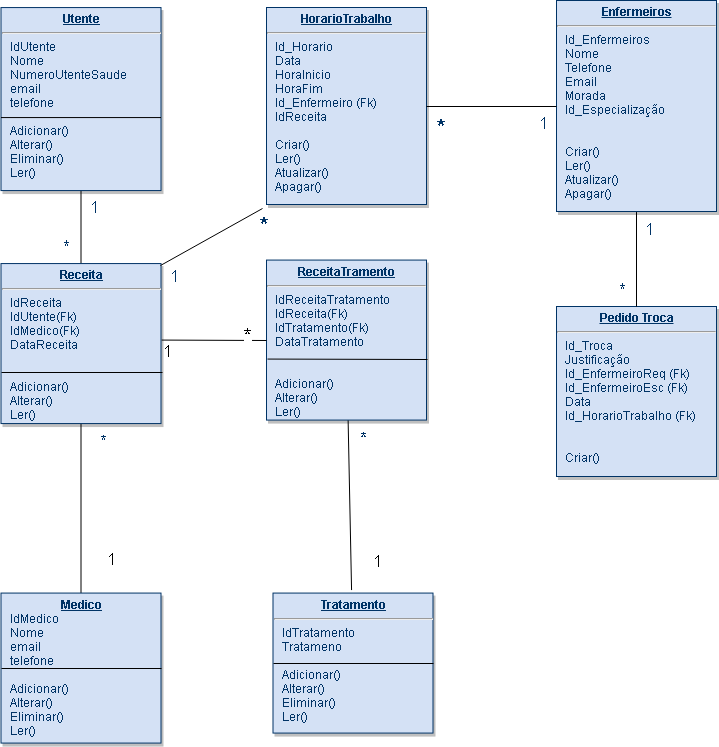 Utente
IdUtente
Nome
NumeroUtenteSaude
email
telefone
Adicionar()
Alterar()
Eliminar()
Ler()
HorarioTrabalho
Id_Horario
Data
HoraInicio
HoraFim
Id_Enfermeiro (Fk)
IdReceita
Criar()
Ler()
Atualizar()
Apagar()
Enfermeiros
Id_Enfermeiros
Nome
Telefone
Email
Morada
Id_Especialização
Criar()
Ler()
Atualizar()
Apagar()
*
1
1
*
1
*
1
*
Receita
IdReceita
IdUtente(Fk)
IdMedico(Fk)
DataReceita
Adicionar()
Alterar()
Ler()
1
*
ReceitaTramento
IdReceitaTratamento
IdReceita(Fk)
IdTratamento(Fk)
DataTratamento
Adicionar()
Alterar()
Ler()
Pedido Troca
Id_Troca
Justificação
Id_EnfermeiroReq (Fk)
Id_EnfermeiroEsc (Fk)
Data
Id_HorarioTrabalho (Fk)
Criar()
*
1
*
1
Medico
IdMedico
Nome
email
telefone
Adicionar()
Alterar()
Eliminar()
Ler()
Tratamento
IdTratamento
Tratameno
Adicionar()
Alterar()
Eliminar()
Ler()